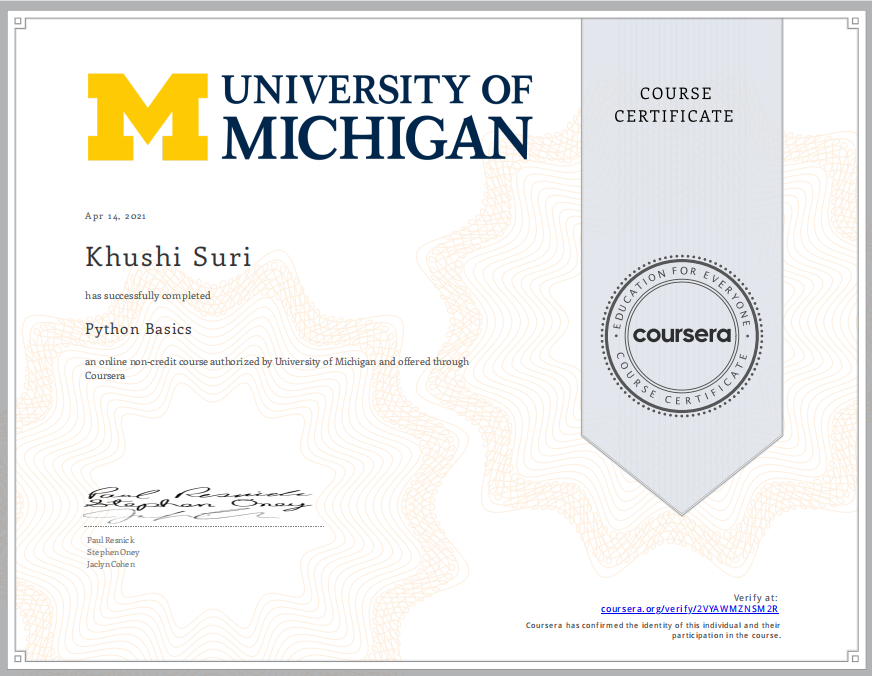 UNIVERSITY OF
MICHIGAN
COURSE
CERTIFICATE
Apr 14, 2021
Khushi Suri
has successfully completed
Python Basics
an online non-credit course authorized by University of Michigan and offered through
Coursera
EDUCATION FOR EVERYONE
coursera
COURSE CERTIFICATE
Paul Resnick
Stephen Oney
Paul Resnick
Stephen Oney
Jaclyn Cohen
Verify at:
coursera.org/verify/2VYAWMZNSM2R
Coursera has confirmed the identity of this individual and their
participation in the course.